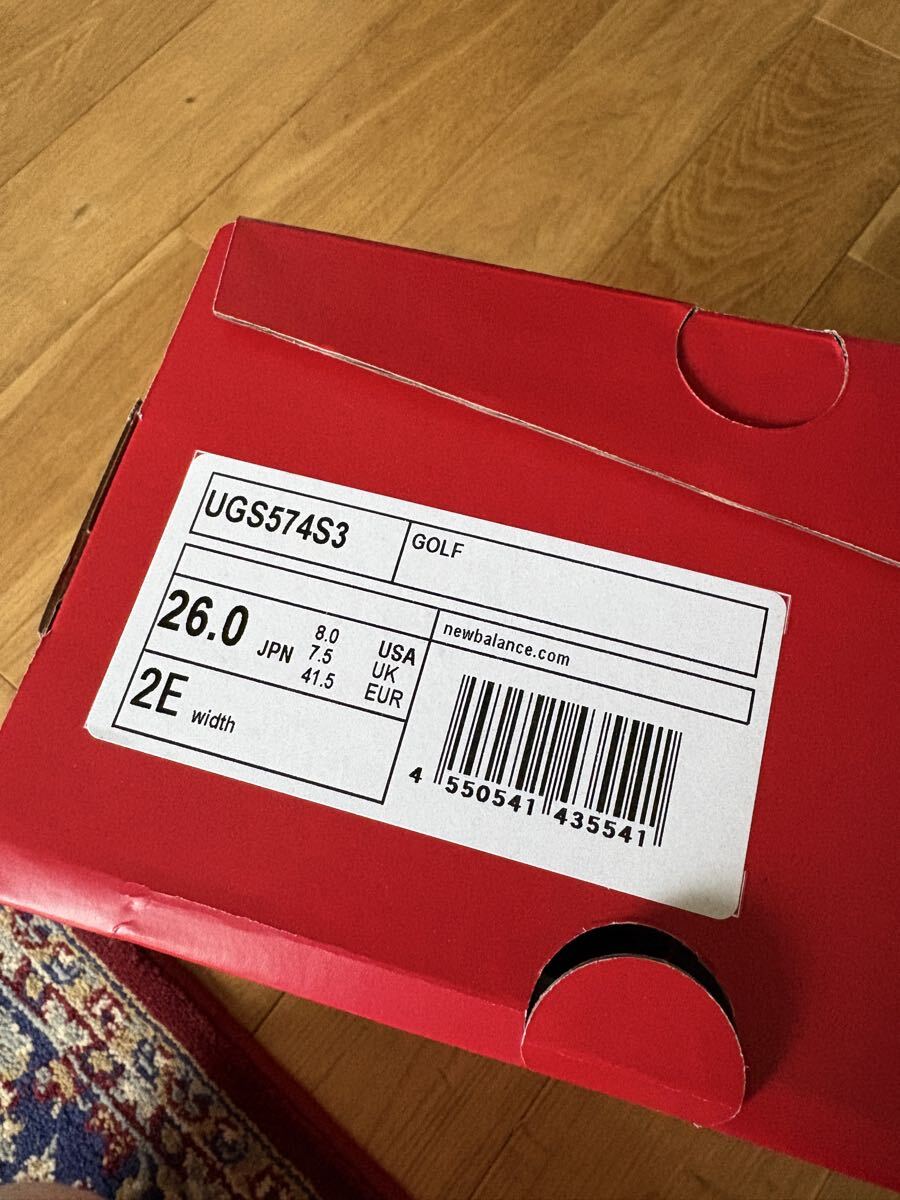 UGS574S3
GOLF
26.0 JPN
8.0 USA
7.5 UK
41.5 EUR
2E width
newbalance.com
4 550541 435541